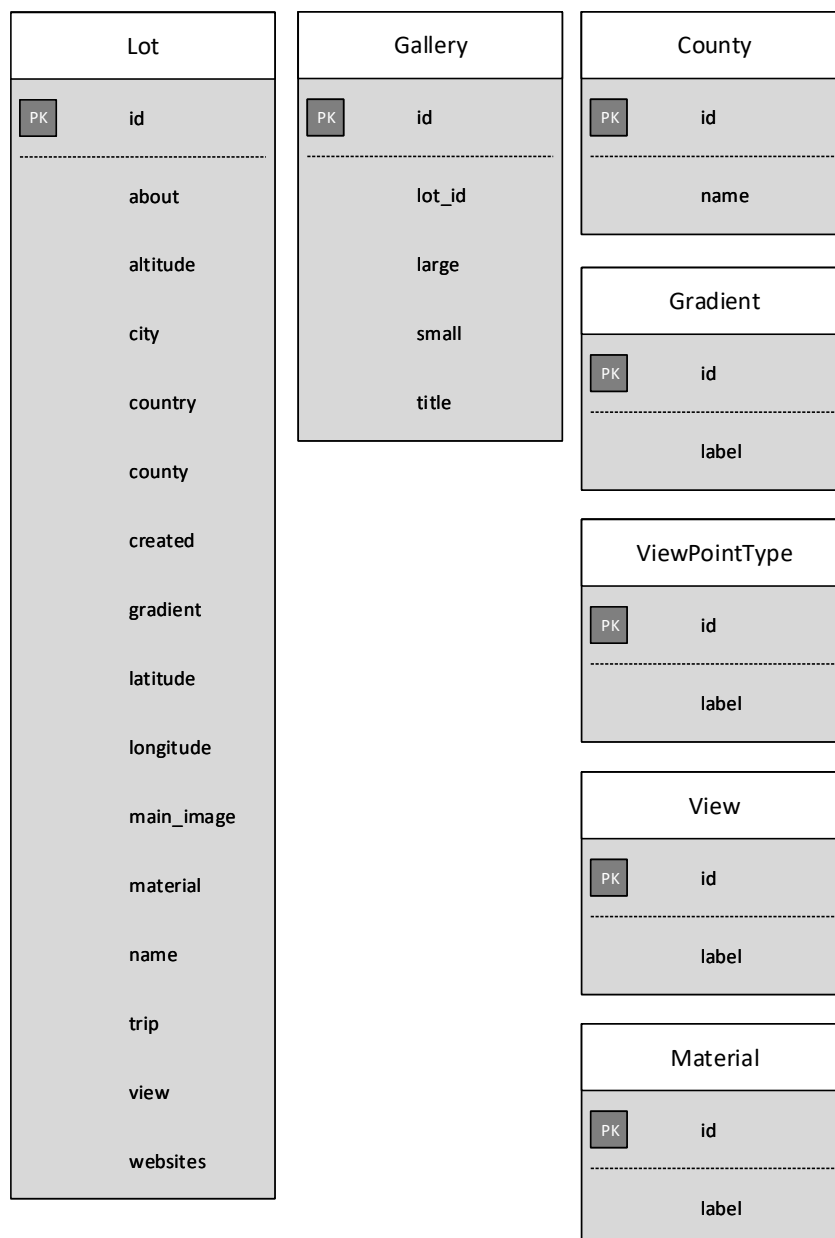 Lot
PK id
about
altitude
city
country
county
created
gradient
latitude
longitude
main_image
material
name
trip
view
websites
Gallery
PK id
lot_id
large
small
title
County
PK id
name
Gradient
PK id
label
ViewPointType
PK id
label
View
PK id
label
Material
PK id
label